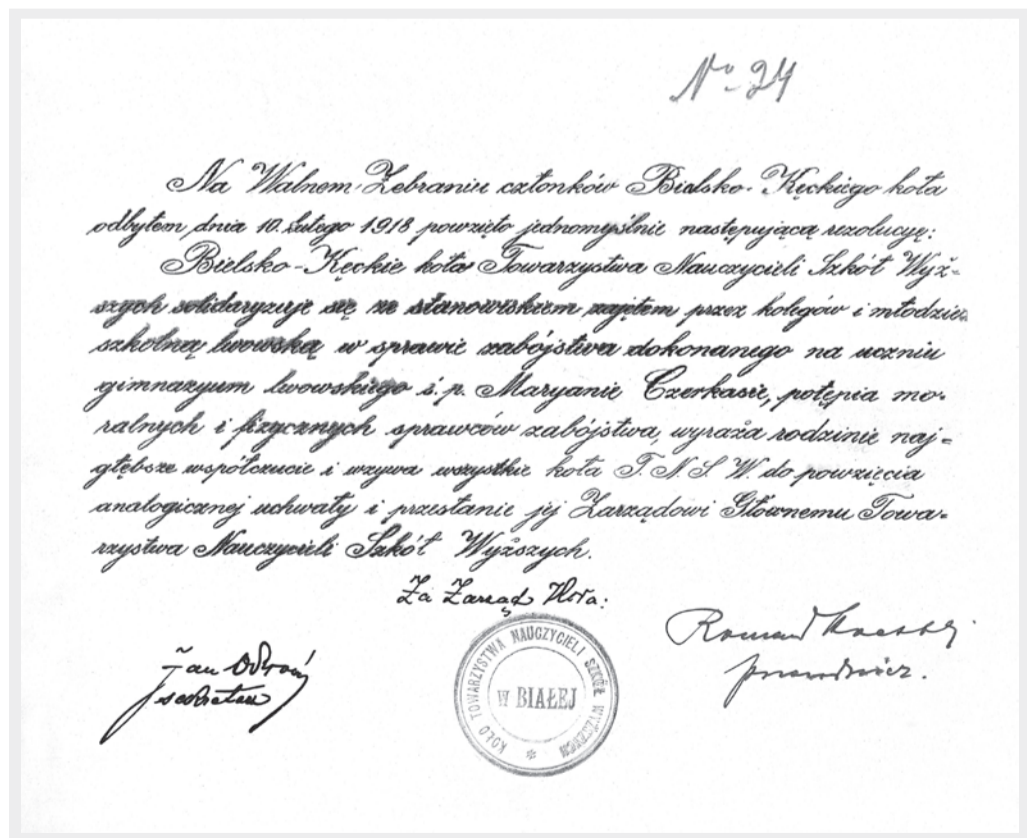 No 24
Na Walnem Zebraniu członków Bielsko-Kęckiego koła
odbytem dnia 10. lutego 1918 powzięto jednomyślnie następującą rezolucyę:
Bielsko-Kęckie koło Towarzystwa Nauczycieli Szkół Wyż-
szych solidaryzuje się ze stanowiskiem zajętem przez kolegów i młodzież
szkolną lwowską w sprawie zabójstwa dokonanego na uczniu
gimnazyum lwowskiego ś. p. Maryanie Czerkasie, potępia mo-
ralnych i fizycznych sprawców zabójstwa, wyraża rodzinie naj-
głębsze współczucie i wzywa wszystkie koła T. N. S. W. do powzięcia
analogicznej uchwały i przesłanie jej Zarządowi Głównemu Towa-
rzystwa Nauczycieli Szkół Wyższych.
Za Zarząd Koła:
Jan
sekretarz
KOŁO TOWARZYSTWA NAUCZYCIELI SZKÓŁ WYŻSZYCH
W BIAŁEJ
Roman